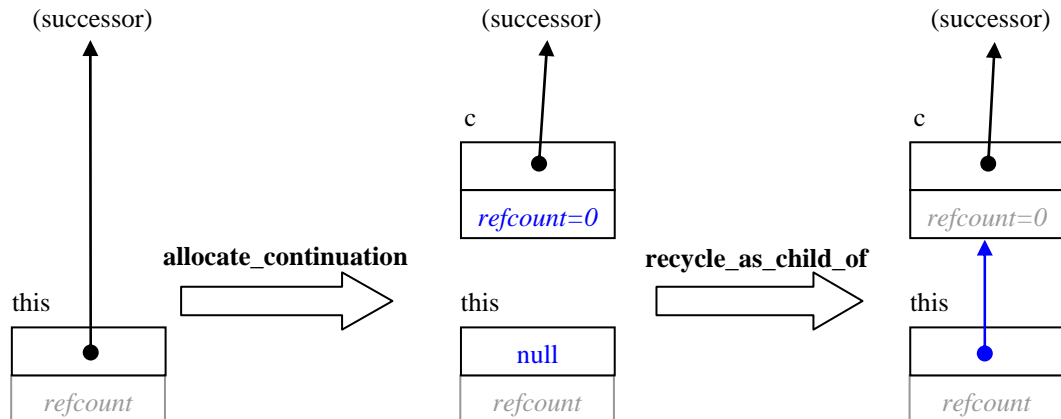 (successor)
(successor)
(successor)
c
c
refcount=0
refcount=0
allocate_continuation
recycle_as_child_of
this
this
this
null
refcount
refcount
refcount